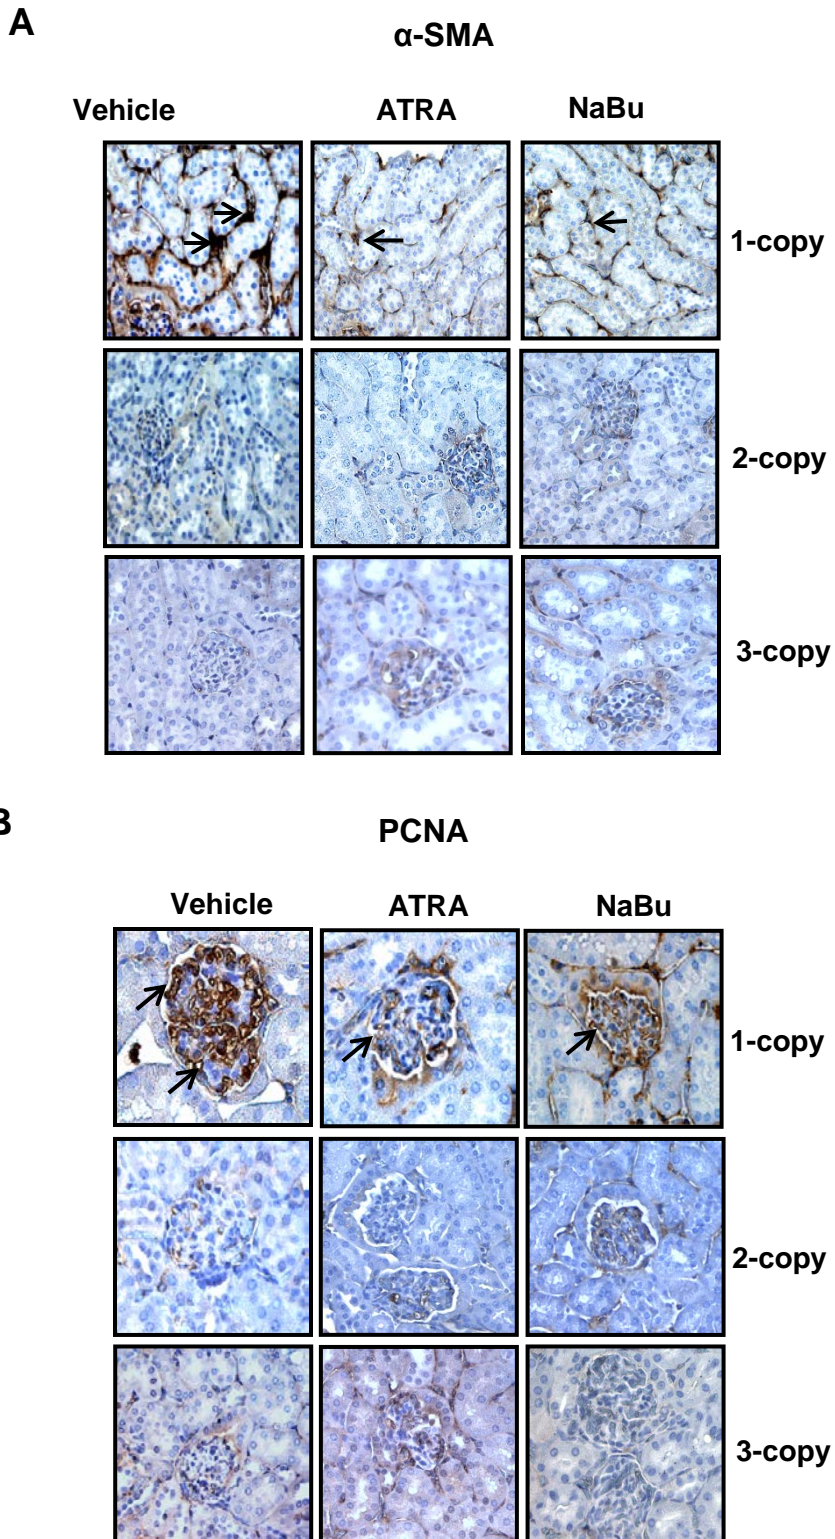 A
α-SMA
Vehicle ATRA NaBu
1-copy
2-copy
3-copy
B
PCNA
Vehicle ATRA NaBu
1-copy
2-copy
3-copy